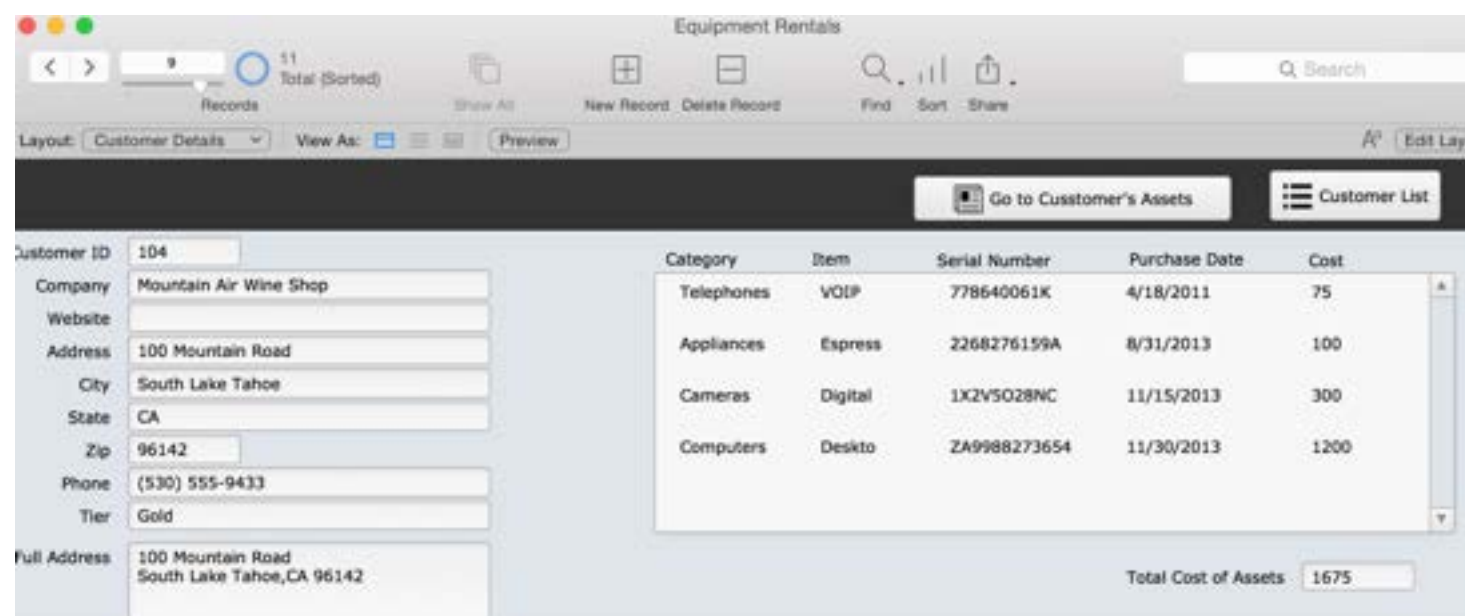 Equipment Rentals
9
11
Total (Sorted)
Search
Records
Show All
New Record
Delete Record
Find
Sort
Share
Layout: Customer Details
View As:
Preview
Edit Lay
Go to Cusstomer's Assets
Customer List
Customer ID 104
Company Mountain Air Wine Shop
Website
Address 100 Mountain Road
City South Lake Tahoe
State CA
Zip 96142
Phone (530) 555-9433
Tier Gold
Full Address 100 Mountain Road
South Lake Tahoe,CA 96142
Category Item Serial Number Purchase Date Cost
Telephones VOIP 778640061K 4/18/2011 75
Appliances Espress 2268276159A 8/31/2013 100
Cameras Digital 1X2V5O28NC 11/15/2013 300
Computers Deskto ZA9988273654 11/30/2013 1200
Total Cost of Assets 1675